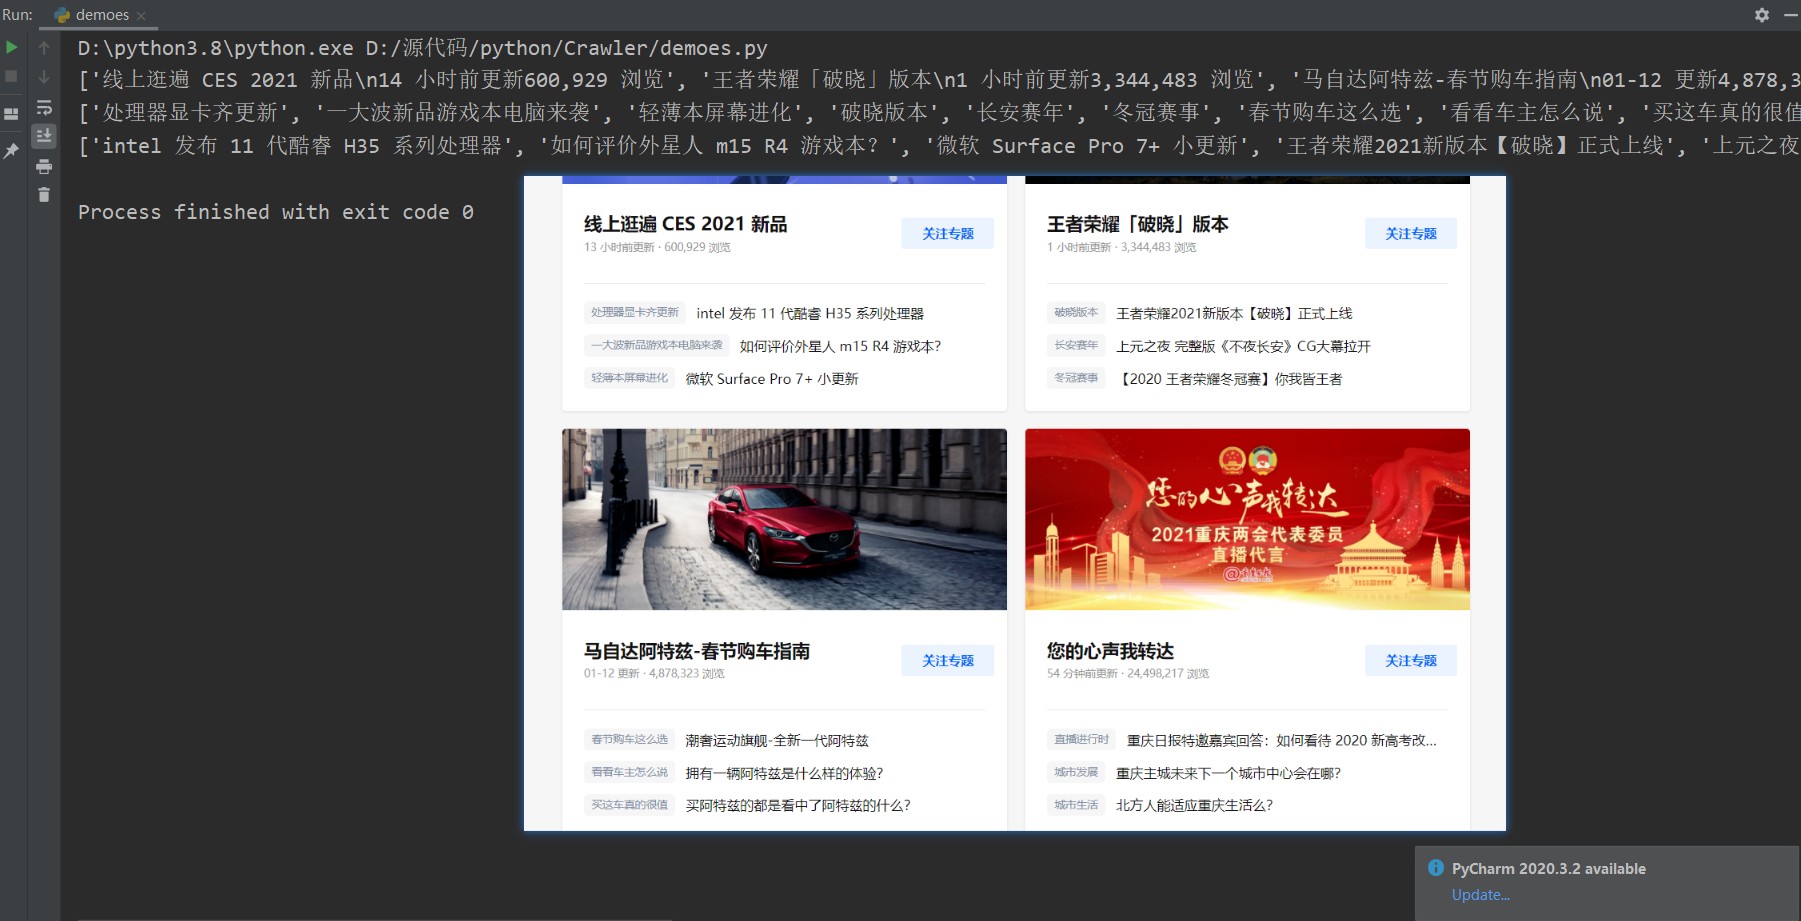 Run:
demoes
D:\python3.8\python.exe D:/源代码/python/Crawler/demoes.py
['线上逛遍 CES 2021 新品\n14 小时前更新600,929 浏览', '王者荣耀「破晓」版本\n1 小时前更新3,344,483 浏览', '马自达阿特兹-春节购车指南\n01-12 更新4,878,3
['处理器显卡齐更新', '一大波新品游戏本电脑来袭', '轻薄本屏幕进化', '破晓版本', '长安赛年', '冬冠赛事', '春节购车这么选', '看看车主怎么说', '买这车真的很值
['intel 发布 11 代酷睿 H35 系列处理器', '如何评价外星人 m15 R4 游戏本？', '微软 Surface Pro 7+ 小更新', '王者荣耀2021新版本【破晓】正式上线', '上元之夜
Process finished with exit code 0
线上逛遍 CES 2021 新品
13 小时前更新 · 600,929 浏览
关注专题
处理器显卡齐更新 intel 发布 11 代酷睿 H35 系列处理器
一大波新品游戏本电脑来袭 如何评价外星人 m15 R4 游戏本？
轻薄本屏幕进化 微软 Surface Pro 7+ 小更新
王者荣耀「破晓」版本
1 小时前更新 · 3,344,483 浏览
关注专题
破晓版本 王者荣耀2021新版本【破晓】正式上线
长安赛年 上元之夜 完整版《不夜长安》CG大幕拉开
冬冠赛事 【2020 王者荣耀冬冠赛】你我皆王者
马自达阿特兹-春节购车指南
01-12 更新 · 4,878,323 浏览
关注专题
春节购车这么选 潮奢运动旗舰-全新一代阿特兹
看看车主怎么说 拥有一辆阿特兹是什么样的体验？
买这车真的很值 买阿特兹的都是看中了阿特兹的什么？
您的心声我转达
2021重庆两会代表委员
直播代言
@重庆日报
您的心声我转达
54 分钟前更新 · 24,498,217 浏览
关注专题
直播进行时 重庆日报特邀嘉宾回答：如何看待 2020 新高考改...
城市发展 重庆主城未来下一个城市中心会在哪？
城市生活 北方人能适应重庆生活么？
PyCharm 2020.3.2 available
Update...